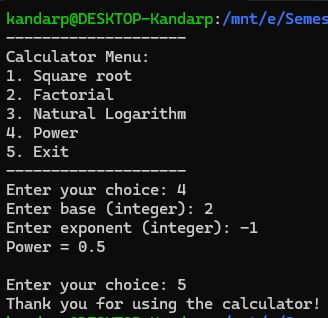 kandarp@DESKTOP-Kandarp:/mnt/e/Semes
--------------------
Calculator Menu:
1. Square root
2. Factorial
3. Natural Logarithm
4. Power
5. Exit
--------------------
Enter your choice: 4
Enter base (integer): 2
Enter exponent (integer): -1
Power = 0.5

Enter your choice: 5
Thank you for using the calculator!